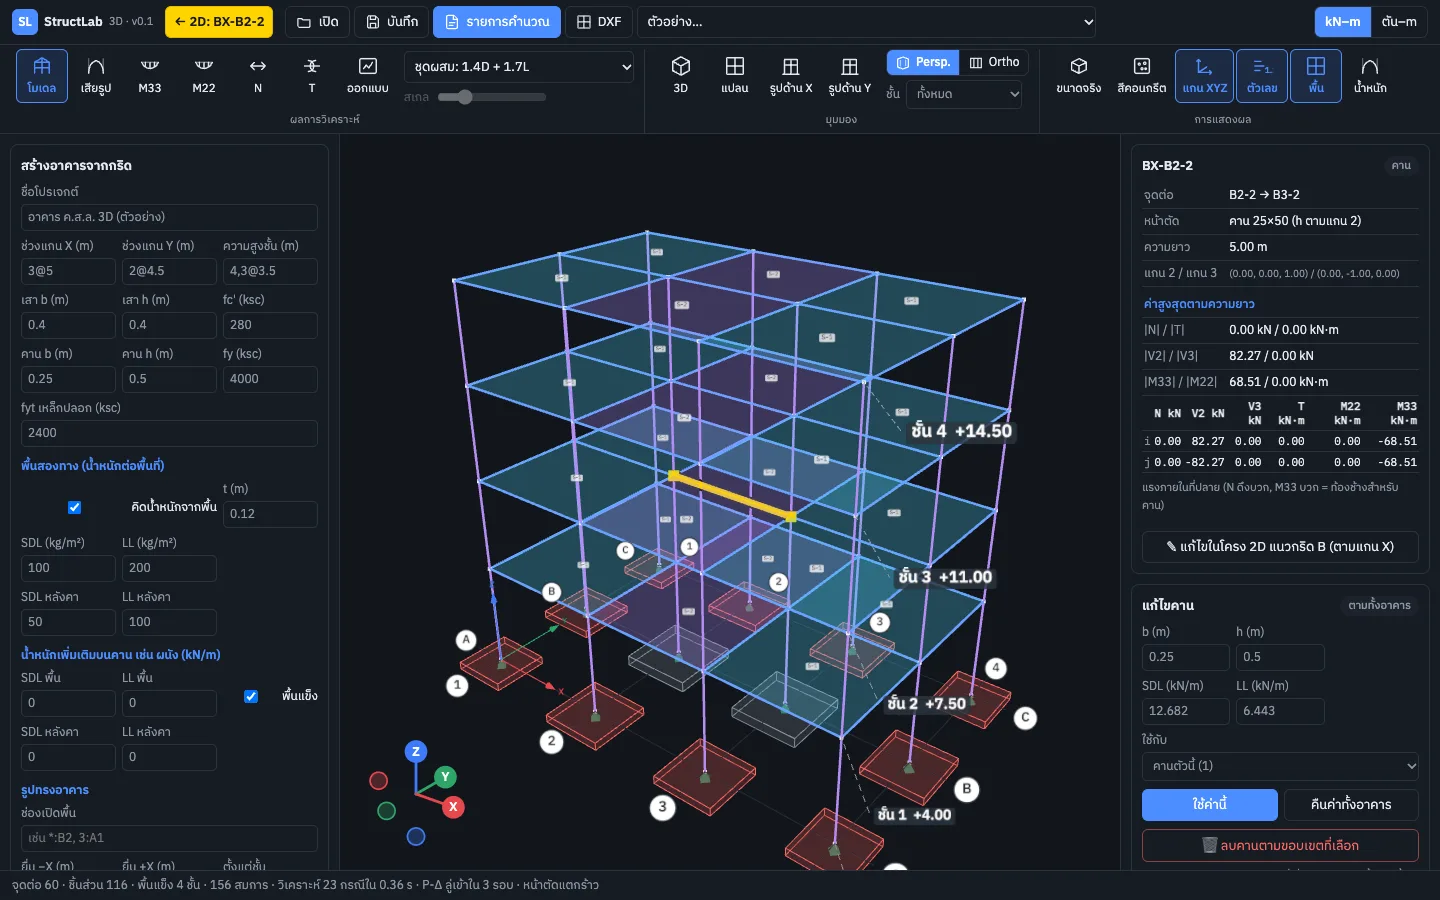 SL StructLab 3D · v0.1 ← 2D: BX-B2-2 เปิด บันทึก รายการคำนวณ DXF ตัวอย่าง… kN–m ตัน–m
โมเดล เสียรูป M33 M22 N T ออกแบบ
ชุดผสม: 1.4D + 1.7L
สเกล
ผลการวิเคราะห์
3D แปลน รูปด้าน X รูปด้าน Y
Persp. Ortho
ชั้น ทั้งหมด
มุมมอง
ขนาดจริง สีคอนกรีต แกน XYZ ตัวเลข พื้น น้ำหนัก
การแสดงผล
สร้างอาคารจากกริด
ชื่อโปรเจกต์
อาคาร ค.ส.ล. 3D (ตัวอย่าง)
ช่วงแกน X (m) ช่วงแกน Y (m) ความสูงชั้น (m)
3@5 2@4.5 4,3@3.5
เสา b (m) เสา h (m) fc' (ksc)
0.4 0.4 280
คาน b (m) คาน h (m) fy (ksc)
0.25 0.5 4000
fyt เหล็กปลอก (ksc)
2400
พื้นสองทาง (น้ำหนักต่อพื้นที่)
คิดน้ำหนักจากพื้น t (m)
0.12
SDL (kg/m²) LL (kg/m²)
100 200
SDL หลังคา LL หลังคา
50 100
น้ำหนักเพิ่มเติมบนคาน เช่น ผนัง (kN/m)
SDL พื้น LL พื้น
0 0 พื้นแข็ง
SDL หลังคา LL หลังคา
0 0
รูปทรงอาคาร
ช่องเปิดพื้น
เช่น *:B2, 3:A1
ยื่น −X (m) ยื่น +X (m) ตั้งแต่ชั้น
ชั้น 4 +14.50
ชั้น 3 +11.00
ชั้น 2 +7.50
ชั้น 1 +4.00
C 1
B 2
A 3
1 4
2 C
3 B
X
Z
Y
X
BX-B2-2 คาน
จุดต่อ B2-2 → B3-2
หน้าตัด คาน 25×50 (h ตามแกน 2)
ความยาว 5.00 m
แกน 2 / แกน 3 (0.00, 0.00, 1.00) / (0.00, -1.00, 0.00)
ค่าสูงสุดตามความยาว
|N| / |T| 0.00 kN / 0.00 kN·m
|V2| / |V3| 82.27 / 0.00 kN
|M33| / |M22| 68.51 / 0.00 kN·m
N kN V2 kN V3 kN T kN·m M22 kN·m M33 kN·m
i 0.00 82.27 0.00 0.00 0.00 -68.51
j 0.00 -82.27 0.00 0.00 0.00 -68.51
แรงภายในที่ปลาย (N ดึงบวก, M33 บวก = ท้องช้างสำหรับ
คาน)
✎ แก้ไขในโครง 2D แนวกริด B (ตามแกน X)
แก้ไขคาน ตามทั้งอาคาร
b (m) h (m)
0.25 0.5
SDL (kN/m) LL (kN/m)
12.682 6.443
ใช้กับ
คานตัวนี้ (1)
ใช้ค่านี้ คืนค่าทั้งอาคาร
ลบคานตามขอบเขตที่เลือก
จุดต่อ 60 · ชิ้นส่วน 116 · พื้นแข็ง 4 ชั้น · 156 สมการ · วิเคราะห์ 23 กรณีใน 0.36 s · P-Δ ลู่เข้าใน 3 รอบ · หน้าตัดแตกร้าว